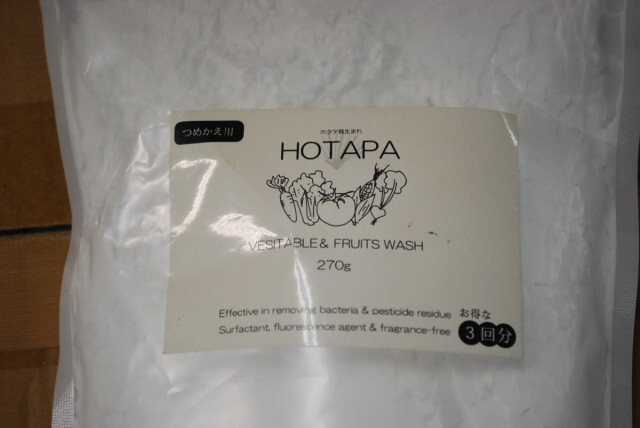 つめかえ用
ホタテ貝生まれ
HOTAPA
VESITABLE & FRUITS WASH
270g
Effective in removing bacteria & pesticide residue
Surfactant, fluorescence agent & fragrance-free
お得な
3回分